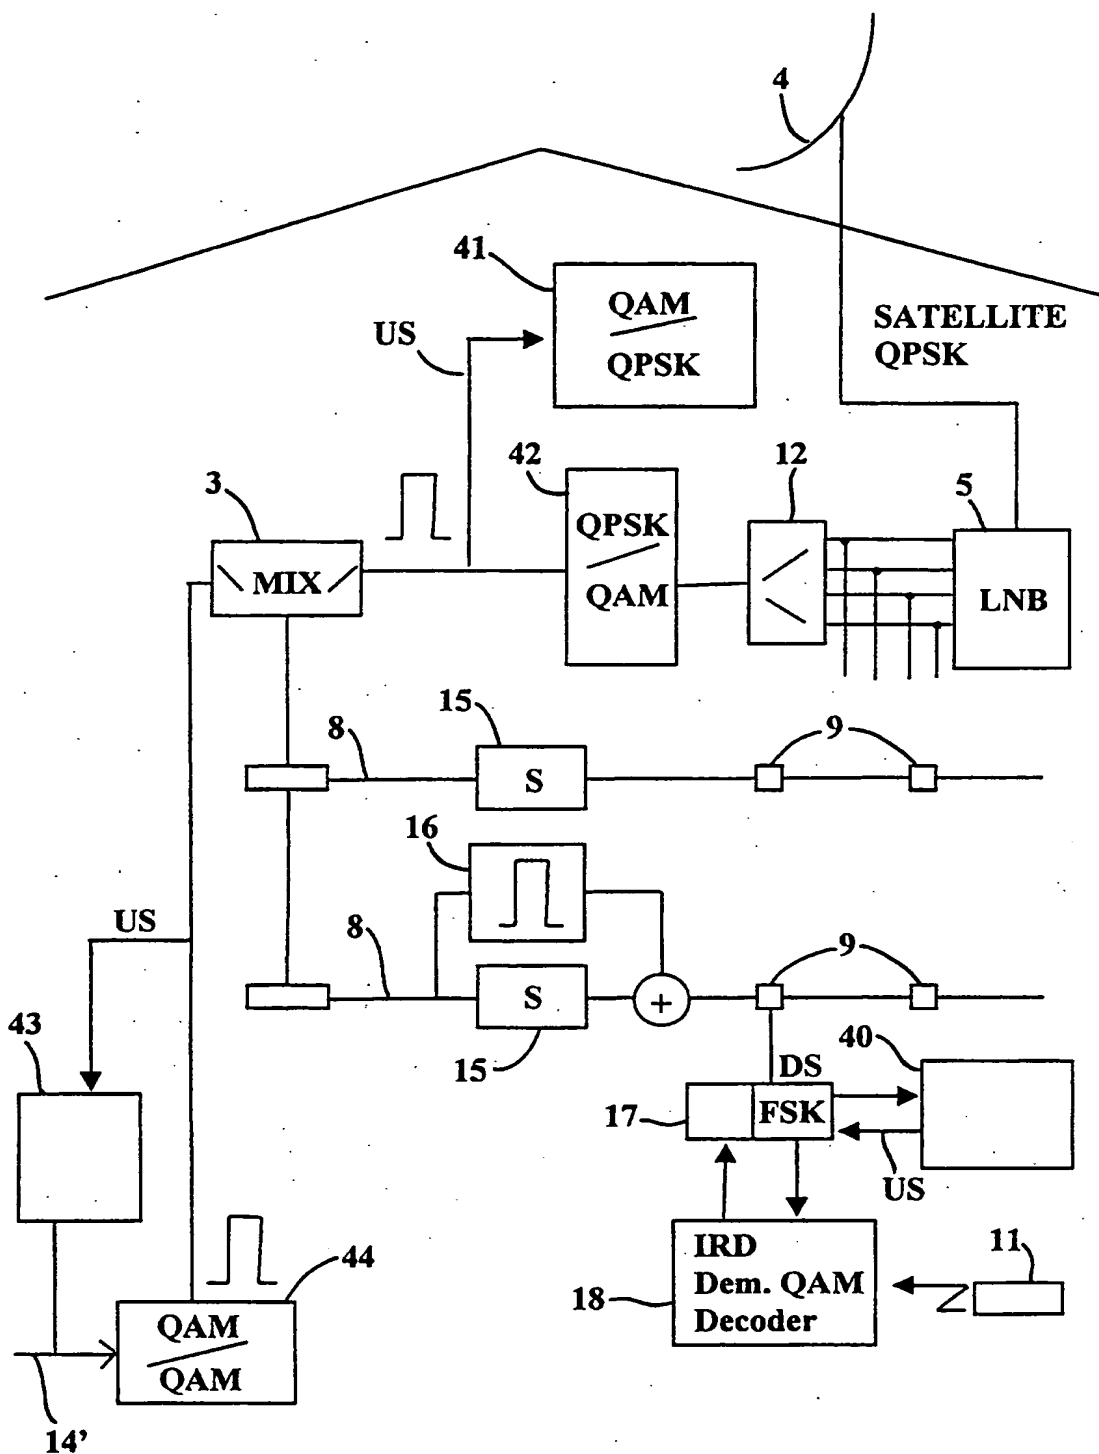 4
41
QAM
QPSK
US
SATELLITE
QPSK
3
42
12
5
MIX
QPSK
QAM
LNB
8
15
9
S
16
US
8
9
S
+
43
15
DS
40
17
FSK
US
44
IRD
Dem. QAM
Decoder
11
18
QAM
QAM
14’